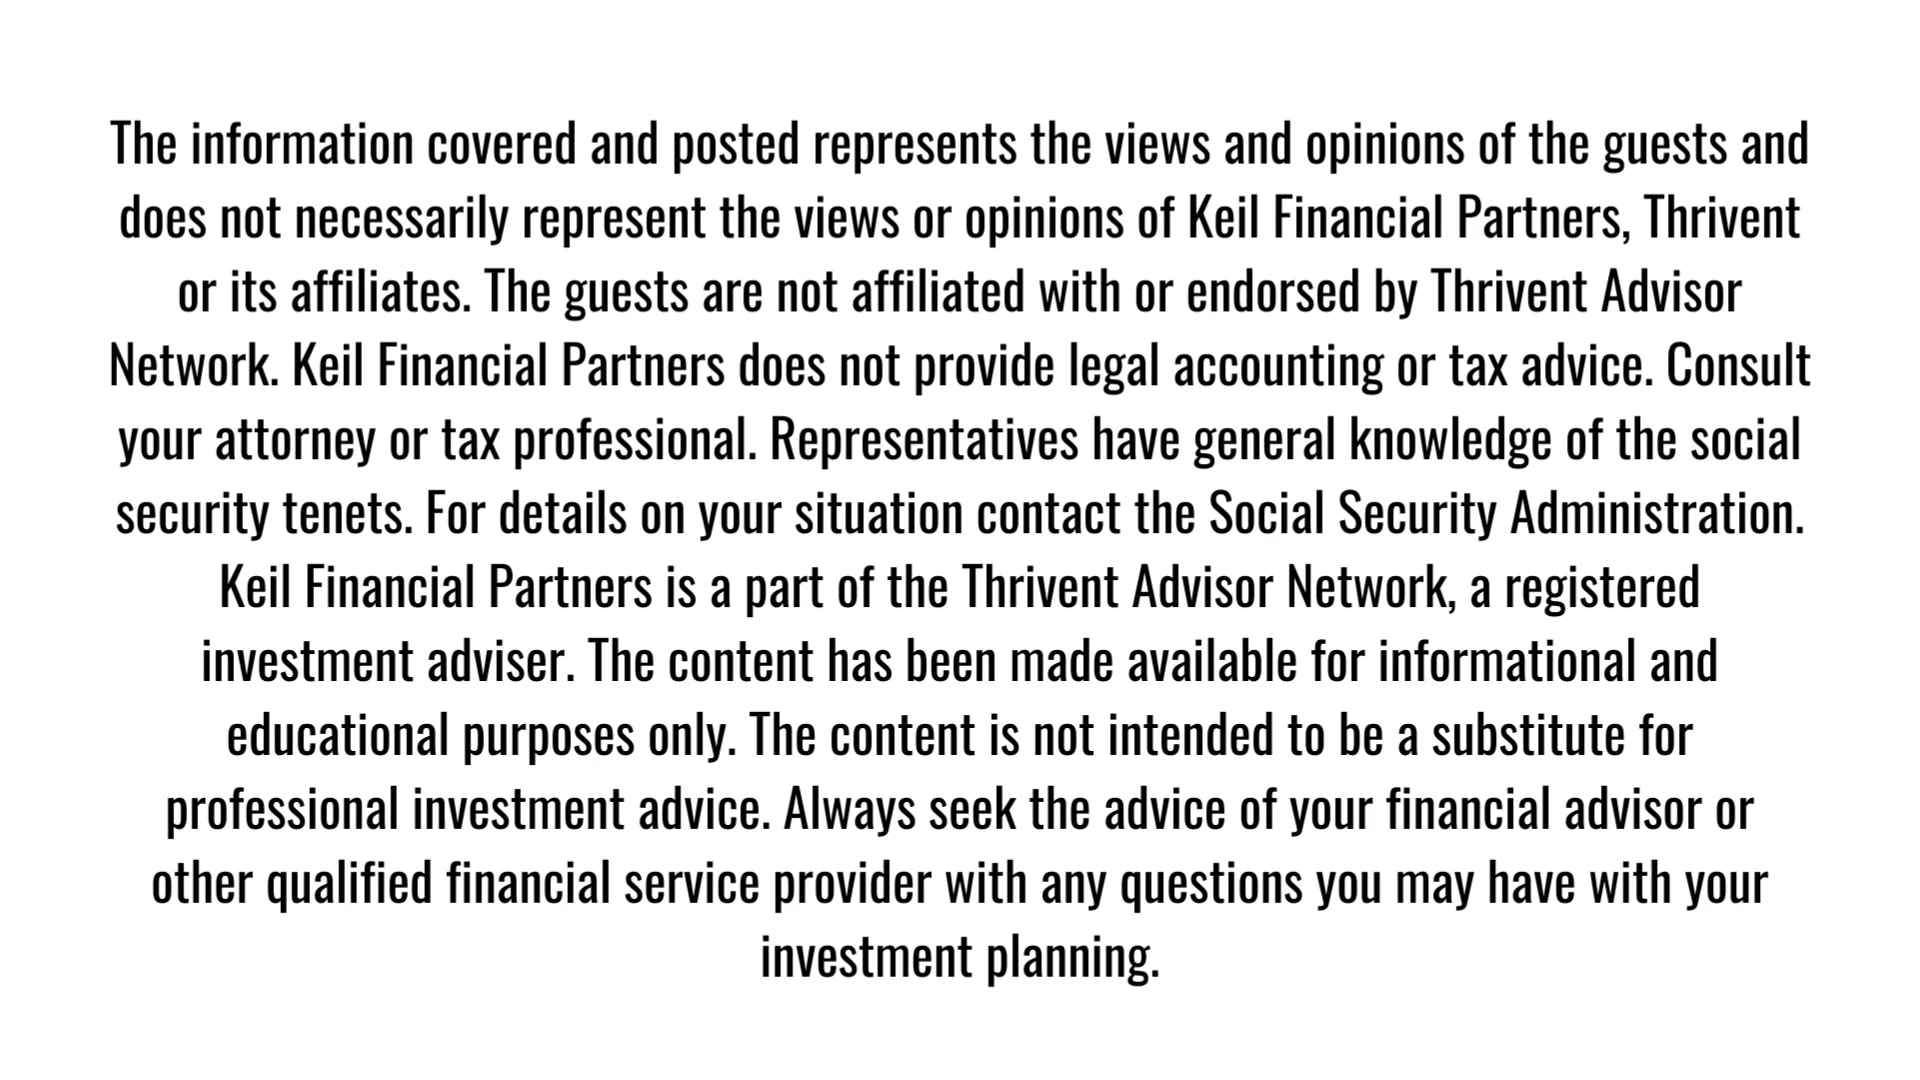 The information covered and posted represents the views and opinions of the guests and
does not necessarily represent the views or opinions of Keil Financial Partners, Thrivent
or its affiliates. The guests are not affiliated with or endorsed by Thrivent Advisor
Network. Keil Financial Partners does not provide legal accounting or tax advice. Consult
your attorney or tax professional. Representatives have general knowledge of the social
security tenets. For details on your situation contact the Social Security Administration.
Keil Financial Partners is a part of the Thrivent Advisor Network, a registered
investment adviser. The content has been made available for informational and
educational purposes only. The content is not intended to be a substitute for
professional investment advice. Always seek the advice of your financial advisor or
other qualified financial service provider with any questions you may have with your
investment planning.